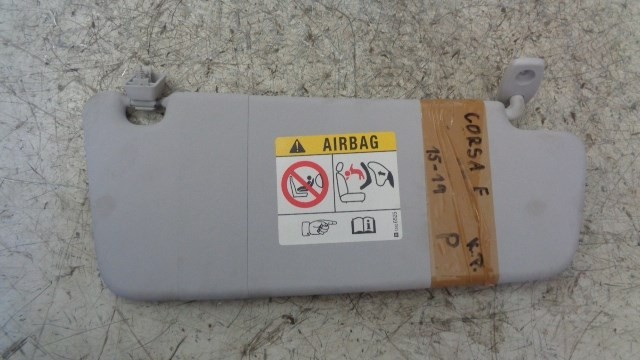 AIRBAG
CORSA F
15-19
P